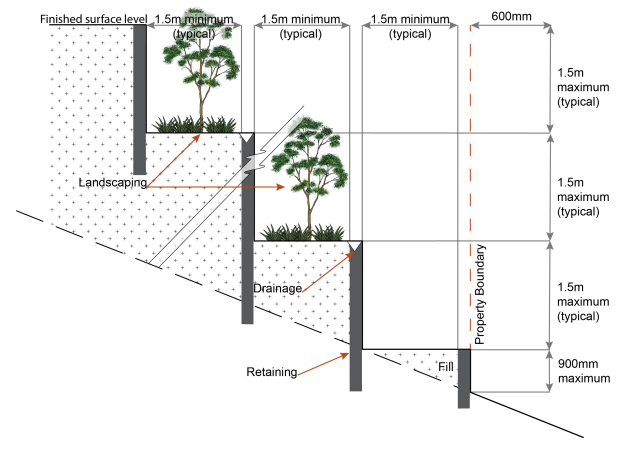 Finished surface level
1.5m minimum
(typical)
1.5m minimum
(typical)
1.5m minimum
(typical)
600mm
1.5m
maximum
(typical)
Landscaping
1.5m
maximum
(typical)
Drainage
Property Boundary
1.5m
maximum
(typical)
Retaining
Fill
900mm
maximum